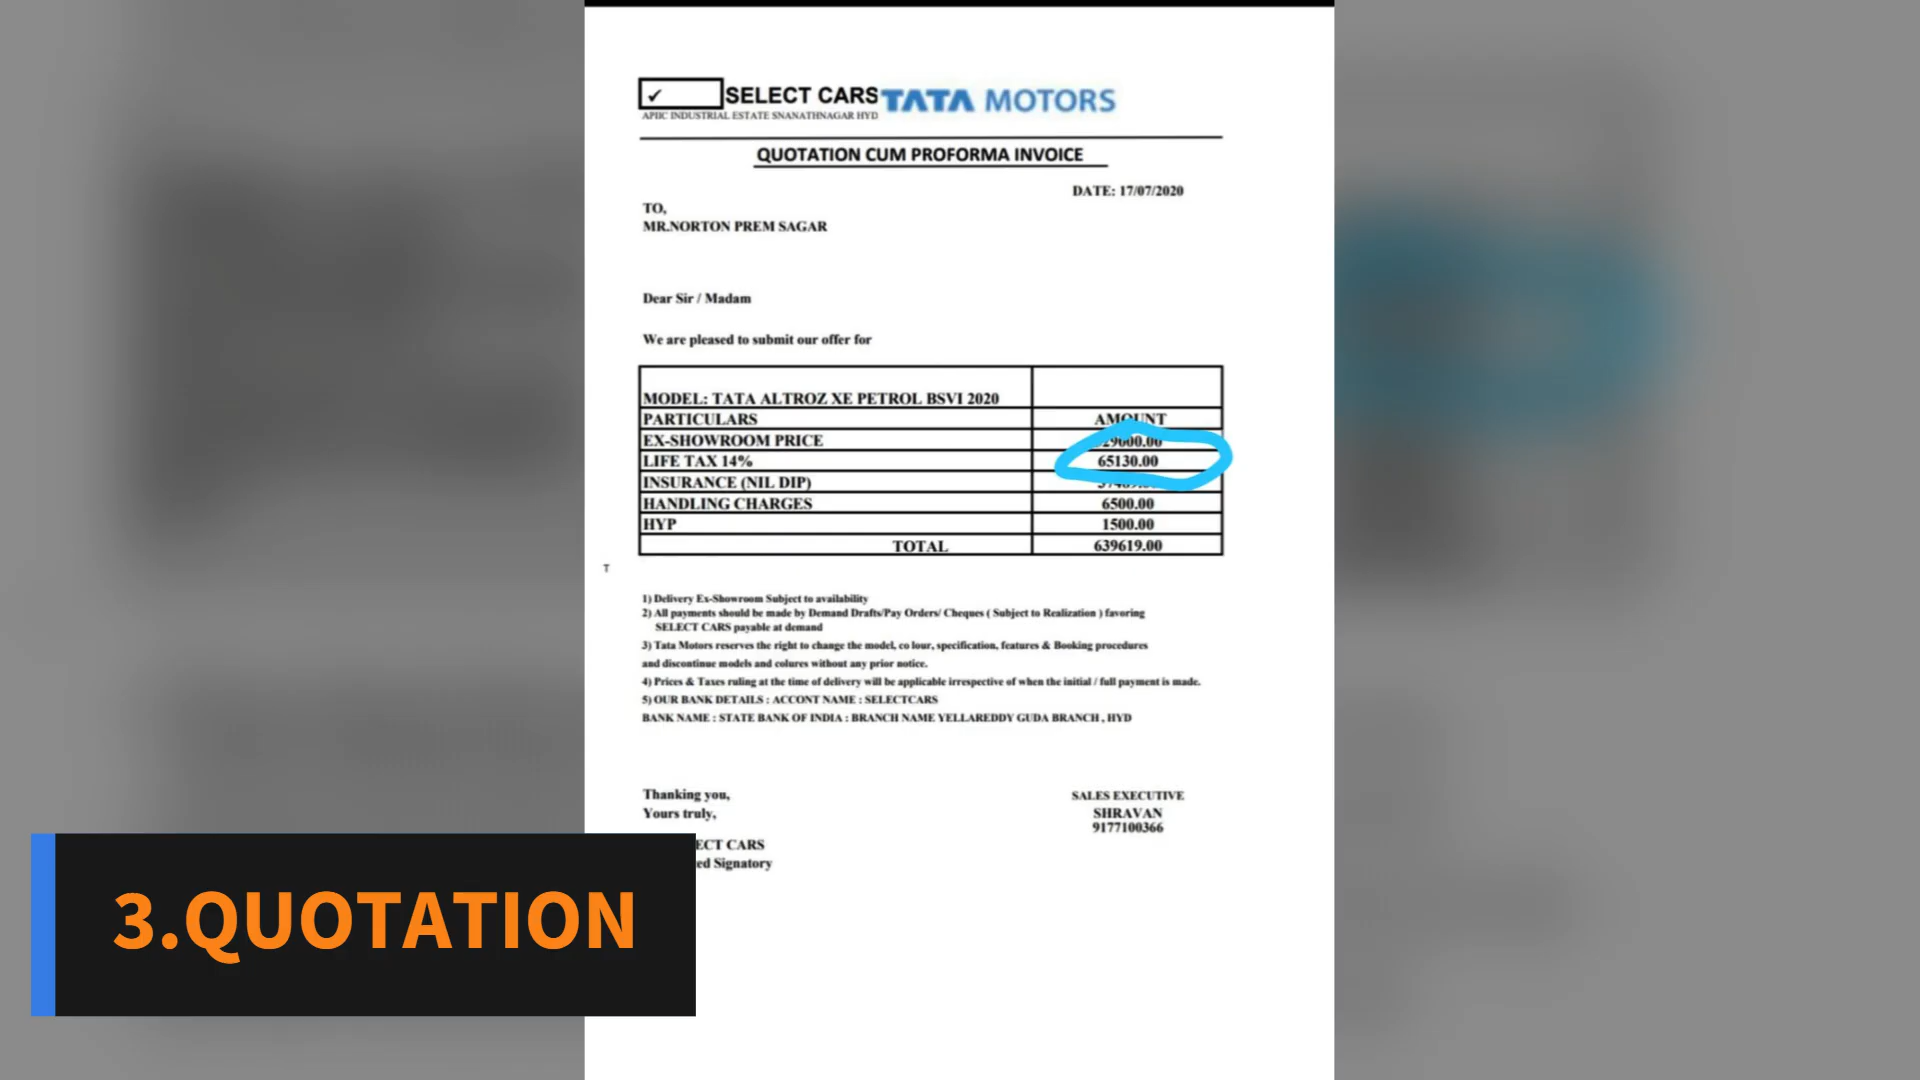 ✓ SELECT CARS TATA MOTORS
APIIC INDUSTRIAL ESTATE SNANATHNAGAR HYD
QUOTATION CUM PROFORMA INVOICE
DATE: 17/07/2020
TO,
MR.NORTON PREM SAGAR
Dear Sir / Madam
We are pleased to submit our offer for
MODEL: TATA ALTROZ XE PETROL BSVI 2020
PARTICULARS AMOUNT
EX-SHOWROOM PRICE
LIFE TAX 14% 65130.00
INSURANCE (NIL DIP)
HANDLING CHARGES 6500.00
HYP 1500.00
TOTAL 639619.00
T
1) Delivery Ex-Showroom Subject to availability
2) All payments should be made by Demand Drafts/Pay Orders/ Cheques ( Subject to Realization ) favoring
SELECT CARS payable at demand
3) Tata Motors reserves the right to change the model, co lour, specification, features & Booking procedures
and discontinue models and colures without any prior notice.
4) Prices & Taxes ruling at the time of delivery will be applicable irrespective of when the initial / full payment is made.
5) OUR BANK DETAILS : ACCONT NAME : SELECTCARS
BANK NAME : STATE BANK OF INDIA : BRANCH NAME YELLAREDDY GUDA BRANCH , HYD
Thanking you,
Yours truly,
SALES EXECUTIVE
SHRAVAN
9177100366
ECT CARS
ed Signatory
3.QUOTATION